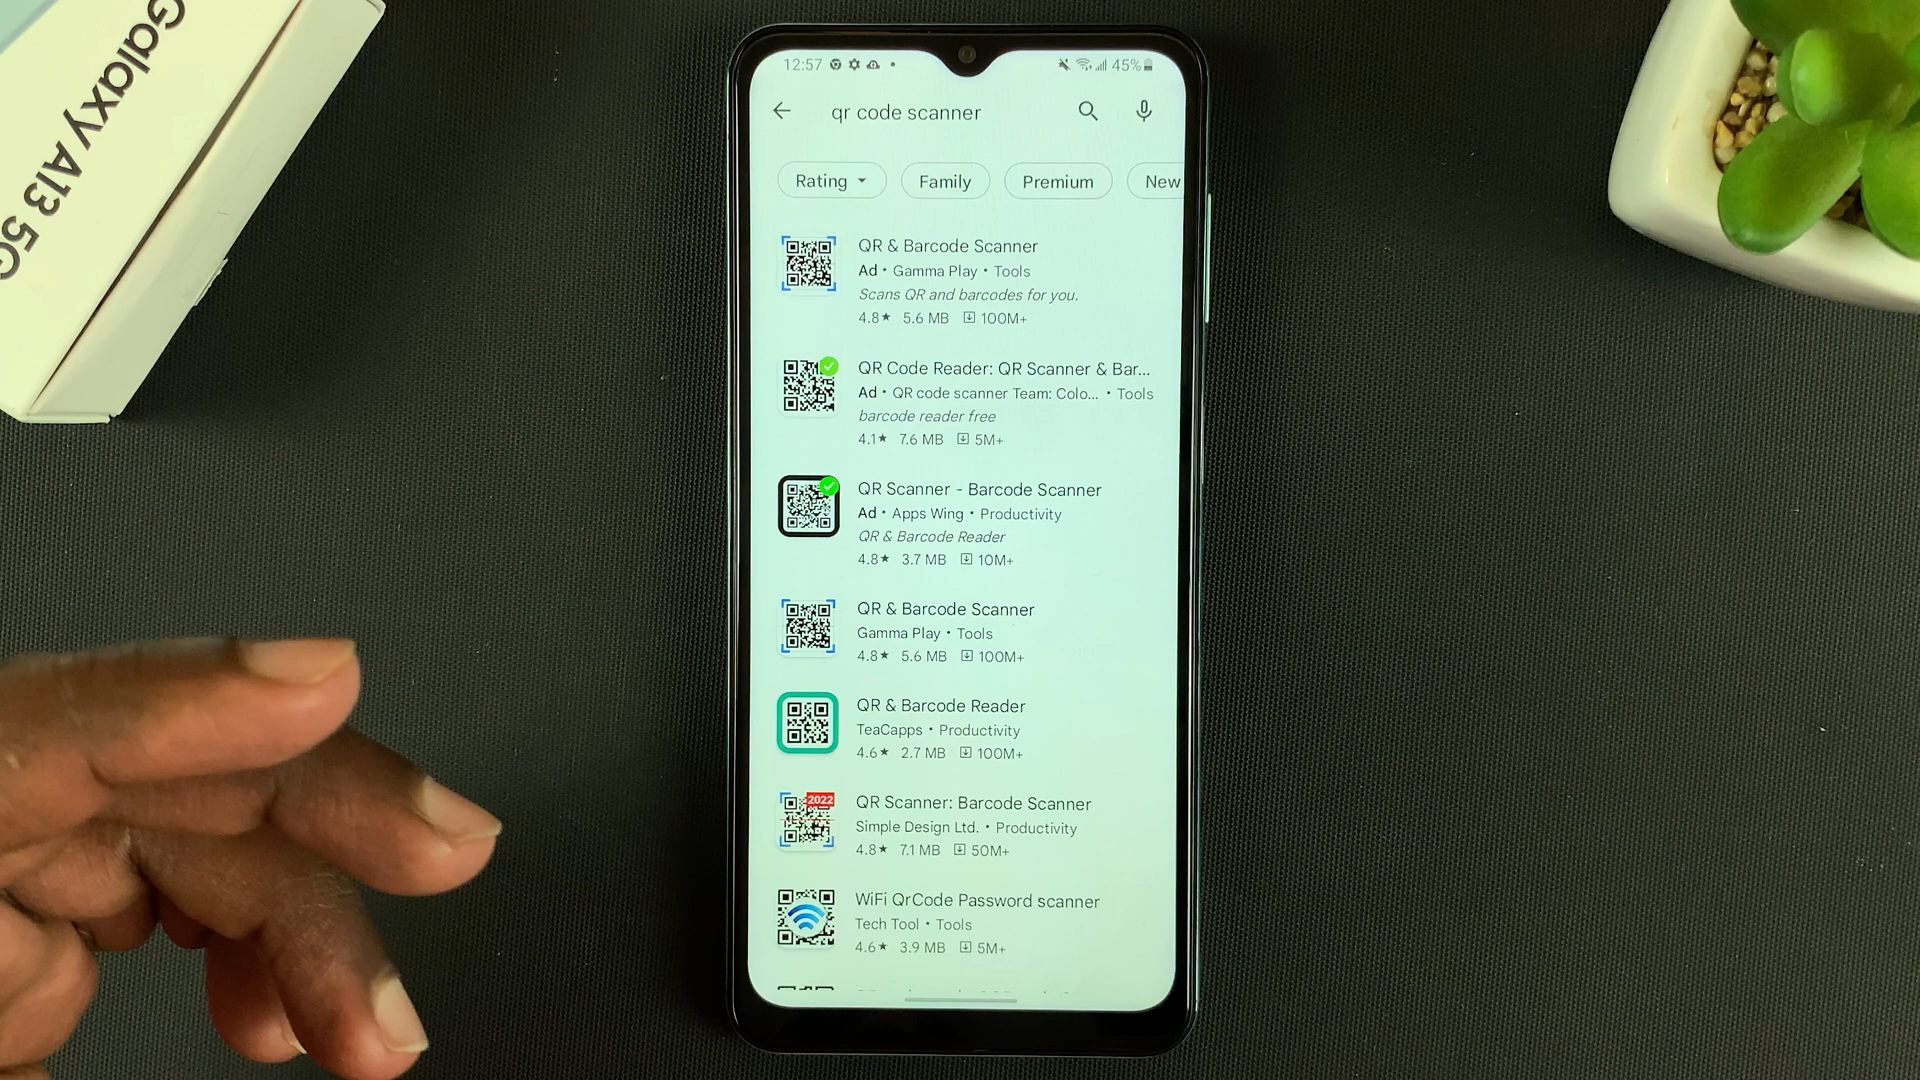 Galaxy A13 5G
12:57 45%
qr code scanner
Rating Family Premium New
QR & Barcode Scanner
Ad • Gamma Play • Tools
Scans QR and barcodes for you.
4.8★ 5.6 MB 100M+
QR Code Reader: QR Scanner & Bar...
Ad • QR code scanner Team: Colo... • Tools
barcode reader free
4.1★ 7.6 MB 5M+
QR Scanner - Barcode Scanner
Ad • Apps Wing • Productivity
QR & Barcode Reader
4.8★ 3.7 MB 10M+
QR & Barcode Scanner
Gamma Play • Tools
4.8★ 5.6 MB 100M+
QR & Barcode Reader
TeaCapps • Productivity
4.6★ 2.7 MB 100M+
2022
QR Scanner: Barcode Scanner
Simple Design Ltd. • Productivity
4.8★ 7.1 MB 50M+
WiFi QrCode Password scanner
Tech Tool • Tools
4.6★ 3.9 MB 5M+